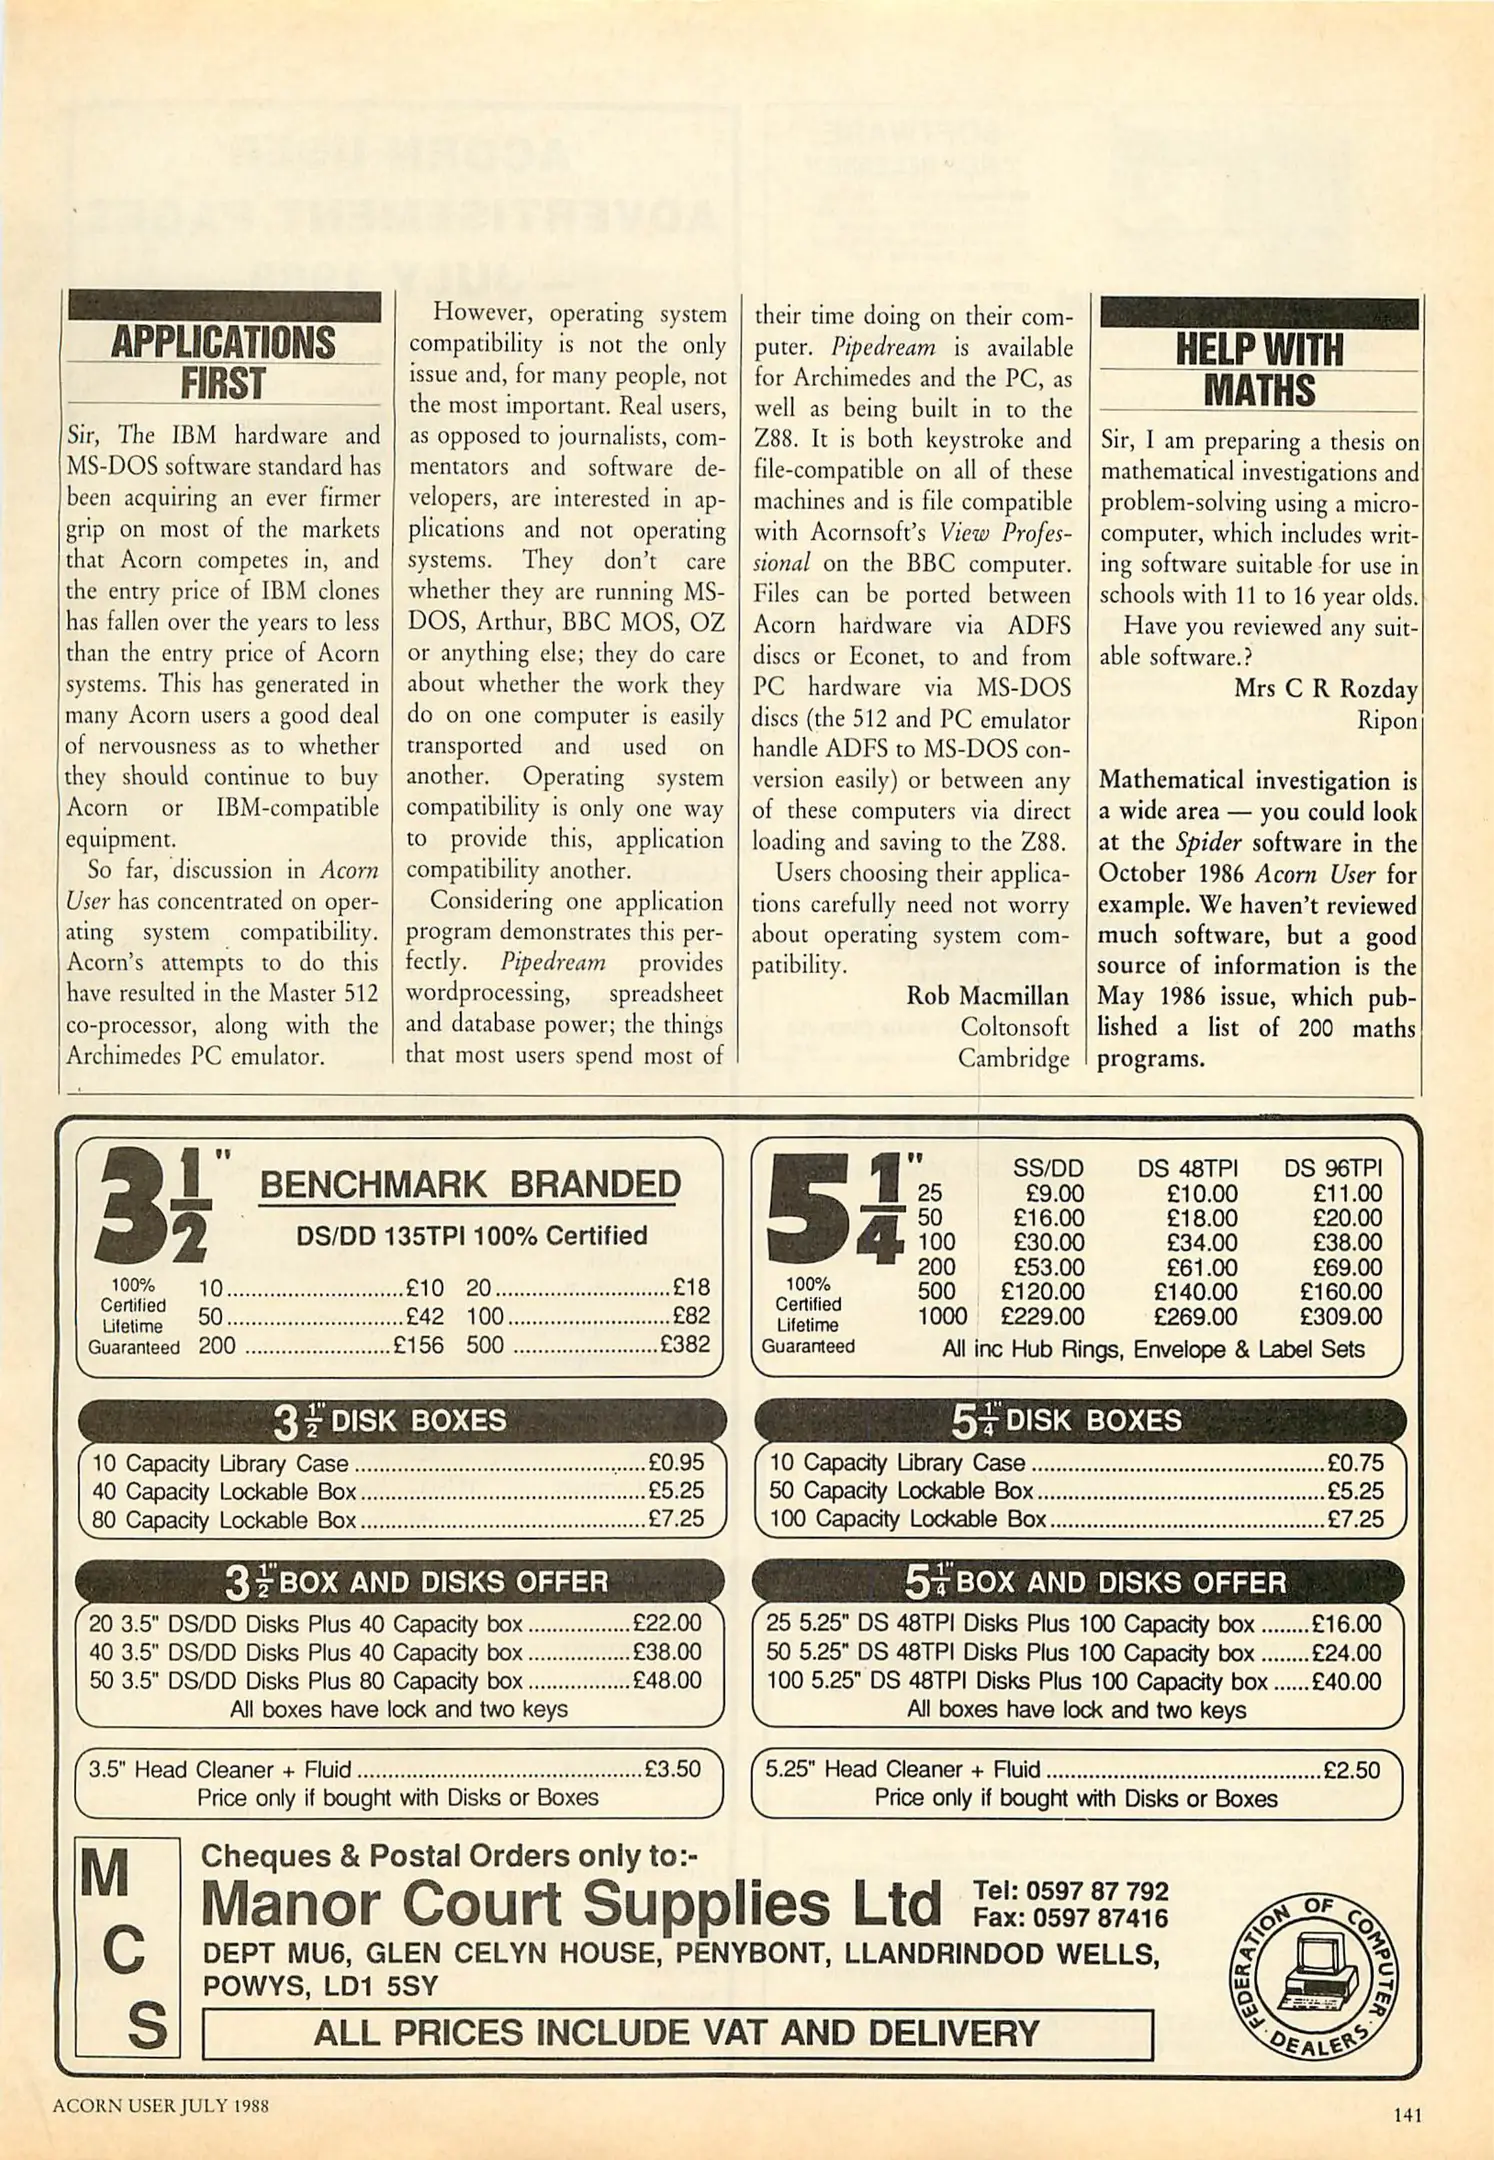 APPLICATIONS
FIRST
Sir, The IBM hardware and
MS-DOS software standard has
been acquiring an ever firmer
grip on most of the markets
that Acorn competes in, and
the entry price of IBM clones
has fallen over the years to less
than the entry price of Acorn
systems. This has generated in
many Acorn users a good deal
of nervousness as to whether
they should continue to buy
Acorn or IBM-compatible
equipment.
So far, discussion in Acorn
User has concentrated on oper-
ating system compatibility.
Acorn's attempts to do this
have resulted in the Master 512
co-processor, along with the
Archimedes PC emulator.
However, operating system
compatibility is not the only
issue and, for many people, not
the most important. Real users,
as opposed to journalists, com-
mentators and software de-
velopers, are interested in ap-
plications and not operating
systems. They don't care
whether they are running MS-
DOS, Arthur, BBC MOS, OZ
or anything else; they do care
about whether the work they
do on one computer is easily
transported and used on
another. Operating system
compatibility is only one way
to provide this, application
compatibility another.
Considering one application
program demonstrates this per-
fectly. Pipedream provides
wordprocessing, spreadsheet
and database power; the things
that most users spend most of
their time doing on their com-
puter. Pipedream is available
for Archimedes and the PC, as
well as being built in to the
Z88. It is both keystroke and
file-compatible on all of these
machines and is file compatible
with Acornsoft's View Profes-
sional on the BBC computer.
Files can be ported between
Acorn hardware via ADFS
discs or Econet, to and from
PC hardware via MS-DOS
discs (the 512 and PC emulator
handle ADFS to MS-DOS con-
version easily) or between any
of these computers via direct
loading and saving to the Z88.
Users choosing their applica-
tions carefully need not worry
about operating system com-
patibility.
Rob Macmillan
Coltonsoft
Cambridge
HELP WITH
MATHS
Sir, I am preparing a thesis on
mathematical investigations and
problem-solving using a micro-
computer, which includes writ-
ing software suitable for use in
schools with 11 to 16 year olds.
Have you reviewed any suit-
able software.?
Mrs C R Rozday
Ripon
Mathematical investigation is
a wide area — you could look
at the Spider software in the
October 1986 Acorn User for
example. We haven't reviewed
much software, but a good
source of information is the
May 1986 issue, which pub-
lished a list of 200 maths
programs.
3½" BENCHMARK BRANDED
DS/DD 135TPI 100% Certified
100%
Certified
Lifetime
Guaranteed
10.............................£10 20.............................£18
50.............................£42 100...........................£82
200 ........................£156 500 ........................£382
5¼" SS/DD DS 48TPI DS 96TPI
25 £9.00 £10.00 £11.00
50 £16.00 £18.00 £20.00
100 £30.00 £34.00 £38.00
200 £53.00 £61.00 £69.00
500 £120.00 £140.00 £160.00
1000 £229.00 £269.00 £309.00
100%
Certified
Lifetime
Guaranteed
All inc Hub Rings, Envelope & Label Sets
3½" DISK BOXES
10 Capacity Library Case ................................................£0.95
40 Capacity Lockable Box...............................................£5.25
80 Capacity Lockable Box...............................................£7.25
5¼" DISK BOXES
10 Capacity Library Case ................................................£0.75
50 Capacity Lockable Box...............................................£5.25
100 Capacity Lockable Box.............................................£7.25
3½" BOX AND DISKS OFFER
20 3.5" DS/DD Disks Plus 40 Capacity box .................£22.00
40 3.5" DS/DD Disks Plus 40 Capacity box .................£38.00
50 3.5" DS/DD Disks Plus 80 Capacity box .................£48.00
All boxes have lock and two keys
5¼" BOX AND DISKS OFFER
25 5.25" DS 48TPI Disks Plus 100 Capacity box ........£16.00
50 5.25" DS 48TPI Disks Plus 100 Capacity box ........£24.00
100 5.25" DS 48TPI Disks Plus 100 Capacity box ......£40.00
All boxes have lock and two keys
3.5" Head Cleaner + Fluid ...............................................£3.50
Price only if bought with Disks or Boxes
5.25" Head Cleaner + Fluid .............................................£2.50
Price only if bought with Disks or Boxes
M
C
S
Cheques & Postal Orders only to:-
Manor Court Supplies Ltd
Tel: 0597 87 792
Fax: 0597 87416
DEPT MU6, GLEN CELYN HOUSE, PENYBONT, LLANDRINDOD WELLS,
POWYS, LD1 5SY
ALL PRICES INCLUDE VAT AND DELIVERY
FEDERATION OF COMPUTER · DEALERS ·
ACORN USER JULY 1988
141